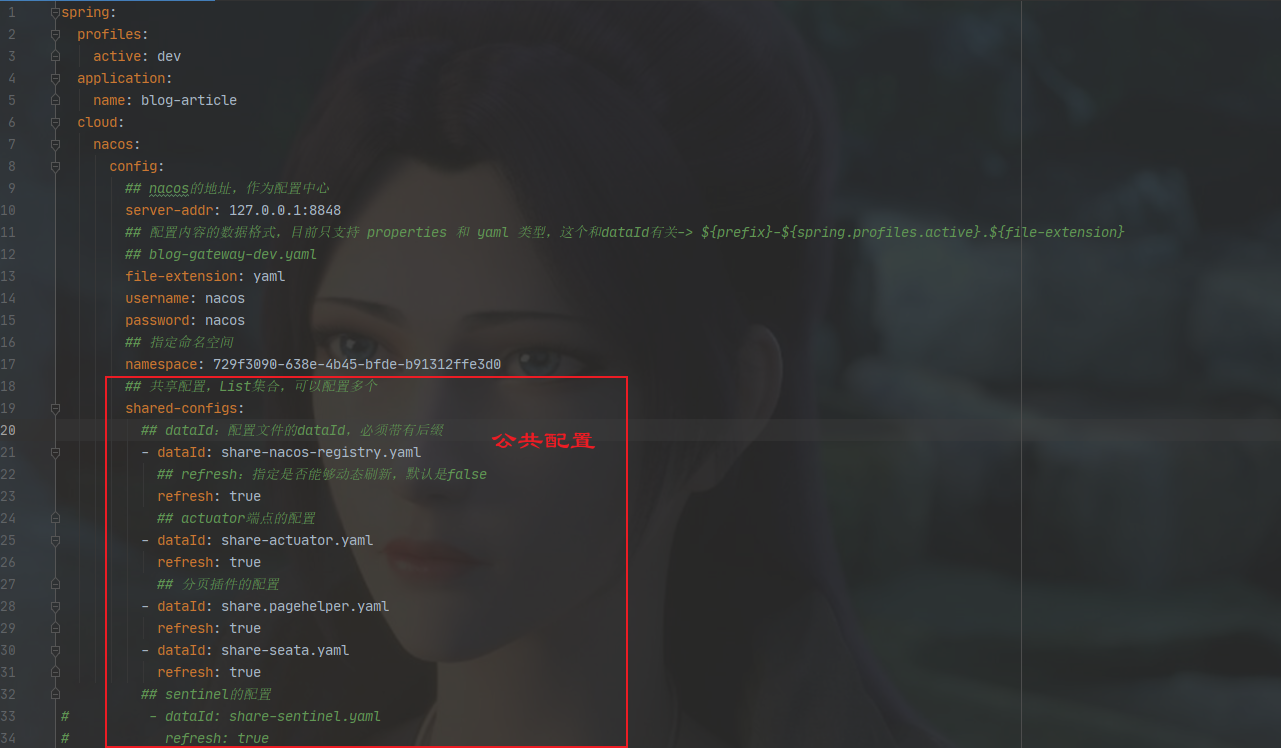 1 spring:
2 profiles:
3 active: dev
4 application:
5 name: blog-article
6 cloud:
7 nacos:
8 config:
9 ## nacos的地址，作为配置中心
10 server-addr: 127.0.0.1:8848
11 ## 配置内容的数据格式，目前只支持 properties 和 yaml 类型，这个和dataId有关-> ${prefix}-${spring.profiles.active}.${file-extension}
12 ## blog-gateway-dev.yaml
13 file-extension: yaml
14 username: nacos
15 password: nacos
16 ## 指定命名空间
17 namespace: 729f3090-638e-4b45-bfde-b91312ffe3d0
18 ## 共享配置，List集合，可以配置多个
19 shared-configs:
20 ## dataId：配置文件的dataId，必须带有后缀
公共配置
21 - dataId: share-nacos-registry.yaml
22 ## refresh：指定是否能够动态刷新，默认是false
23 refresh: true
24 ## actuator端点的配置
25 - dataId: share-actuator.yaml
26 refresh: true
27 ## 分页插件的配置
28 - dataId: share.pagehelper.yaml
29 refresh: true
30 - dataId: share-seata.yaml
31 refresh: true
32 ## sentinel的配置
33 # - dataId: share-sentinel.yaml
34 # refresh: true